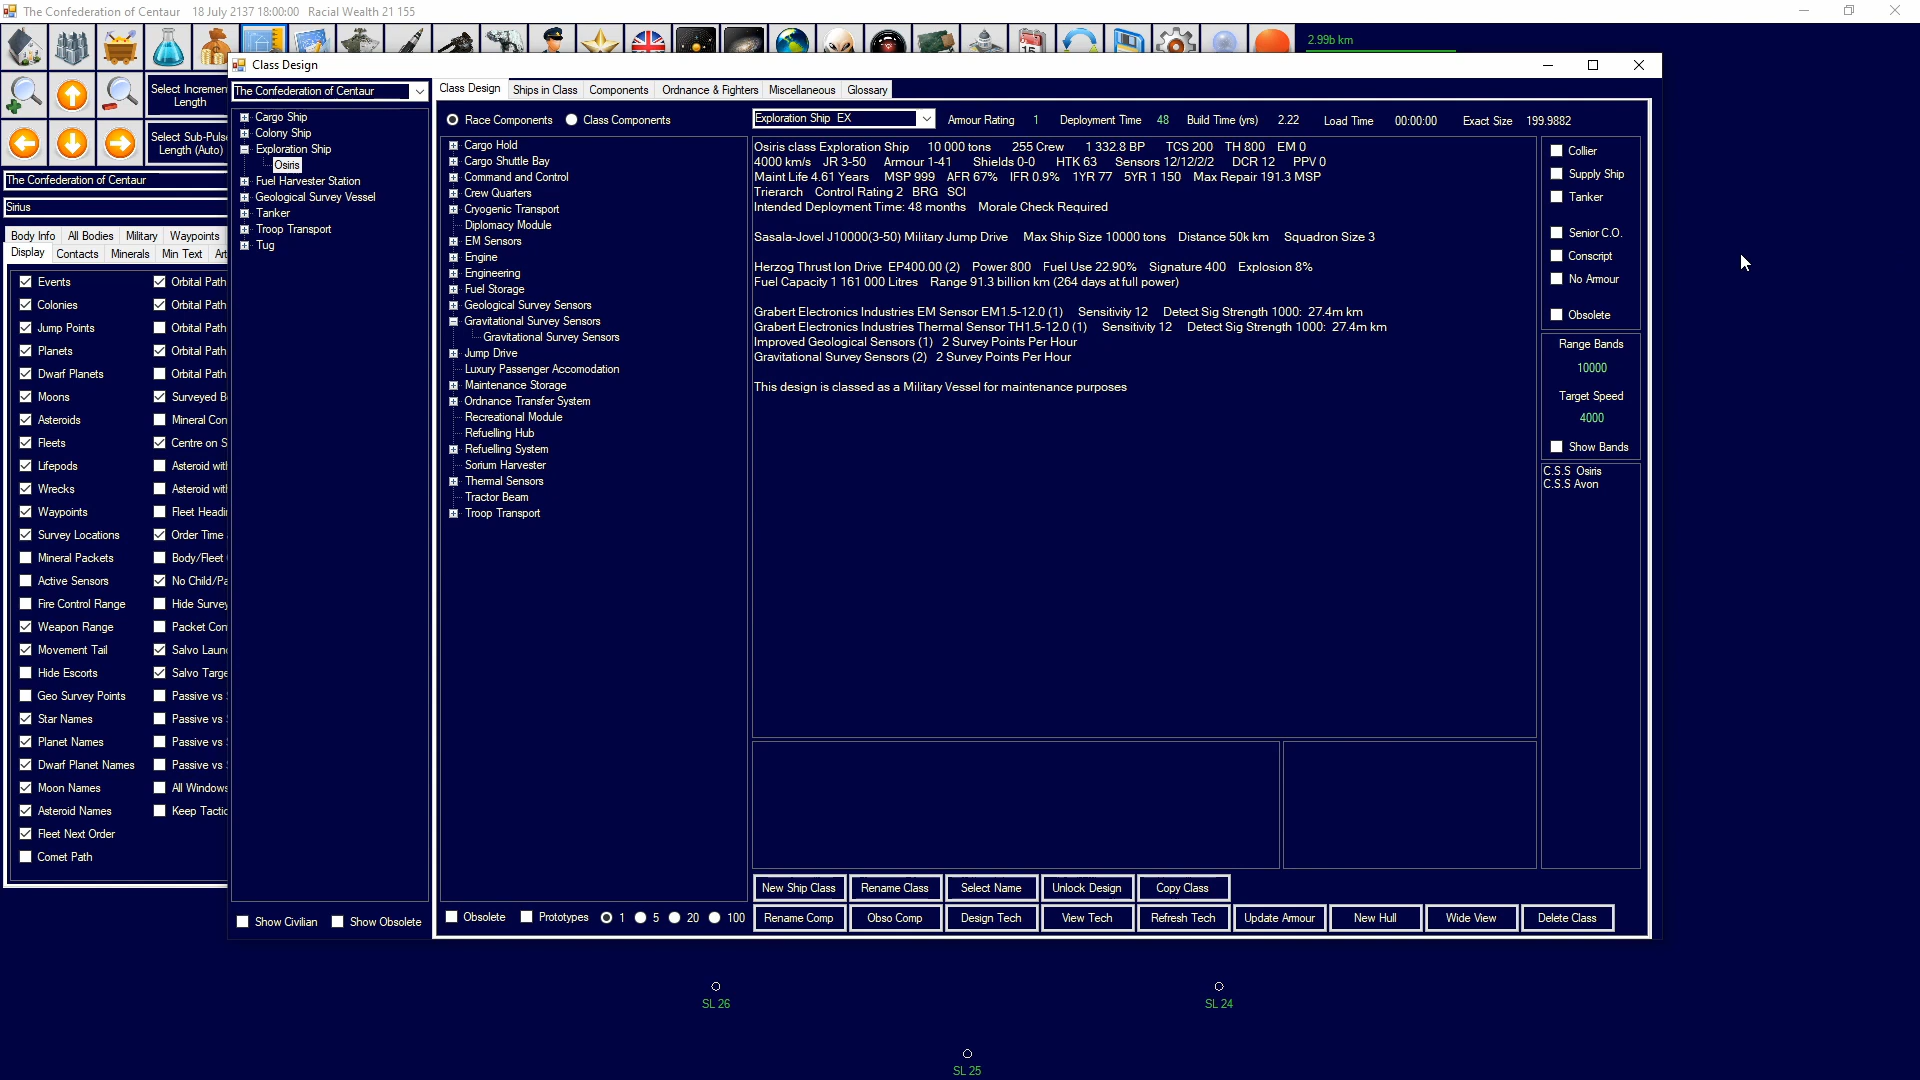 The Confederation of Centaur 18 July 2137 18:00:00 Racial Wealth 21 155
2.99b km
Select Increment
Length
Select Sub-Pulse
Length (Auto)
The Confederation of Centaur
Sirius
Body Info All Bodies Military Waypoints
Display Contacts Minerals Min Text
Events Orbital Path
Colonies Orbital Path
Jump Points Orbital Path
Planets Orbital Path
Dwarf Planets Orbital Path
Moons Surveyed B
Asteroids Mineral Con
Fleets Centre on S
Lifepods Asteroid with
Wrecks Asteroid with
Waypoints Fleet Headi
Survey Locations Order Time
Mineral Packets Body/Fleet
Active Sensors No Child/Pa
Fire Control Range Hide Survey
Weapon Range Packet Con
Movement Tail Salvo Laun
Hide Escorts Salvo Targe
Geo Survey Points Passive vs
Star Names Passive vs
Planet Names Passive vs
Dwarf Planet Names Passive vs
Moon Names All Windows
Asteroid Names Keep Tactic
Fleet Next Order
Comet Path
Class Design
The Confederation of Centaur
Cargo Ship
Colony Ship
Exploration Ship
Osiris
Fuel Harvester Station
Geological Survey Vessel
Tanker
Troop Transport
Tug
Show Civilian Show Obsolete
Class Design Ships in Class Components Ordnance & Fighters Miscellaneous Glossary
Race Components Class Components
Cargo Hold
Cargo Shuttle Bay
Command and Control
Crew Quarters
Cryogenic Transport
Diplomacy Module
EM Sensors
Engine
Engineering
Fuel Storage
Geological Survey Sensors
Gravitational Survey Sensors
Gravitational Survey Sensors
Jump Drive
Luxury Passenger Accomodation
Maintenance Storage
Ordnance Transfer System
Recreational Module
Refuelling Hub
Refuelling System
Sorium Harvester
Thermal Sensors
Tractor Beam
Troop Transport
Obsolete Prototypes 1 5 20 100
Exploration Ship EX Armour Rating 1 Deployment Time 48 Build Time (yrs) 2.22 Load Time 00:00:00 Exact Size 199.9882
Osiris class Exploration Ship 10 000 tons 255 Crew 1 332.8 BP TCS 200 TH 800 EM 0
4000 km/s JR 3-50 Armour 1-41 Shields 0-0 HTK 63 Sensors 12/12/2/2 DCR 12 PPV 0
Maint Life 4.61 Years MSP 999 AFR 67% IFR 0.9% 1YR 77 5YR 1 150 Max Repair 191.3 MSP
Trierarch Control Rating 2 BRG SCI
Intended Deployment Time: 48 months Morale Check Required
Sasala-Jovel J10000(3-50) Military Jump Drive Max Ship Size 10000 tons Distance 50k km Squadron Size 3
Herzog Thrust Ion Drive EP400.00 (2) Power 800 Fuel Use 22.90% Signature 400 Explosion 8%
Fuel Capacity 1 161 000 Litres Range 91.3 billion km (264 days at full power)
Grabert Electronics Industries EM Sensor EM1.5-12.0 (1) Sensitivity 12 Detect Sig Strength 1000: 27.4m km
Grabert Electronics Industries Thermal Sensor TH1.5-12.0 (1) Sensitivity 12 Detect Sig Strength 1000: 27.4m km
Improved Geological Sensors (1) 2 Survey Points Per Hour
Gravitational Survey Sensors (2) 2 Survey Points Per Hour
This design is classed as a Military Vessel for maintenance purposes
Collier
Supply Ship
Tanker
Senior C.O.
Conscript
No Armour
Obsolete
Range Bands
10000
Target Speed
4000
Show Bands
C.S.S Osiris
C.S.S Avon
New Ship Class Rename Class Select Name Unlock Design Copy Class
Rename Comp Obso Comp Design Tech View Tech Refresh Tech Update Armour New Hull Wide View Delete Class
SL 26
SL 24
SL 25